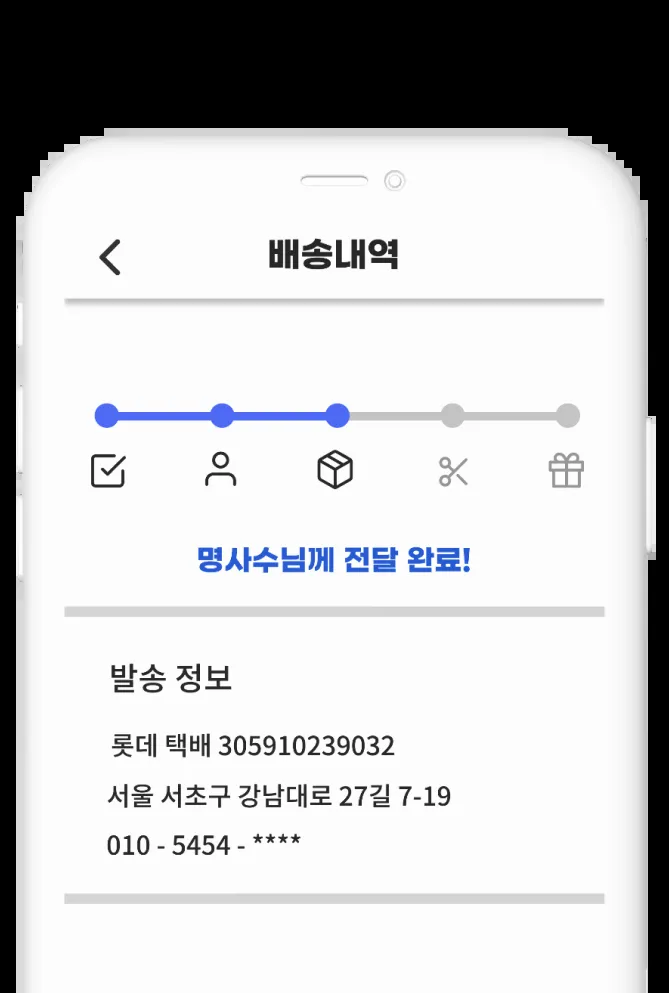 배송내역
명사수님께 전달 완료!
발송 정보
롯데 택배 305910239032
서울 서초구 강남대로 27길 7-19
010 - 5454 - ****